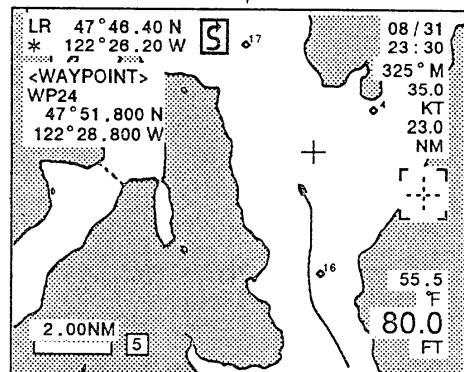 LR 47°46.40 N
* 122°26.20 W
S
17
08/31
23:30
<WAYPOINT>
WP24
47°51.800 N
122°28.800 W
325°M
35.0
KT
23.0
NM
4
16
55.5
°F
80.0
FT
2.00NM
5